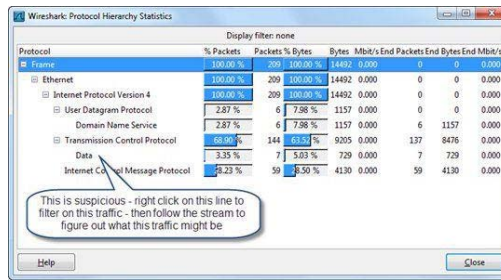 Wireshark: Protocol Hierarchy Statistics
Display filter: none
Protocol % Packets Packets % Bytes Bytes Mbit/s End Packets End Bytes End Mbit/s
Frame 100.00 % 209 100.00 % 14492 0.000 0 0 0.000
Ethernet 100.00 % 209 100.00 % 14492 0.000 0 0 0.000
Internet Protocol Version 4 100.00 % 209 100.00 % 14492 0.000 0 0 0.000
User Datagram Protocol 2.87 % 6 7.98 % 1157 0.000 0 0 0.000
Domain Name Service 2.87 % 6 7.98 % 1157 0.000 6 1157 0.000
Transmission Control Protocol 68.90 % 144 63.52 % 9205 0.000 137 8476 0.000
Data 3.35 % 7 5.03 % 729 0.000 7 729 0.000
Internet Control Message Protocol 28.23 % 59 28.50 % 4130 0.000 59 4130 0.000
This is suspicious - right click on this line to
filter on this traffic - then follow the stream to
figure out what this traffic might be
Help Close